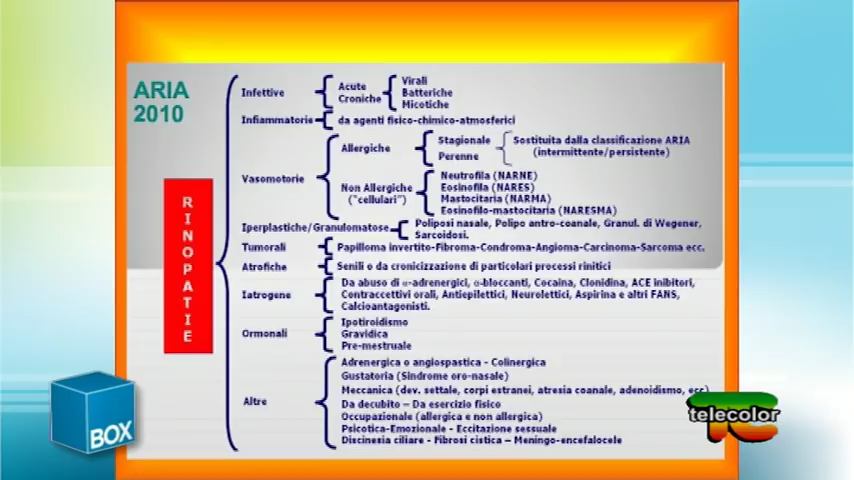 ARIA
2010
RINOPATIE
Infettive
Acute
Croniche
Virali
Batteriche
Micotiche
Infiammatorie
da agenti fisico-chimico-atmosferici
Vasomotorie
Allergiche
Stagionale
Perenne
Sostituita dalla classificazione ARIA
(intermittente/persistente)
Non Allergiche
("cellulari")
Neutrofila (NARNE)
Eosinofila (NARES)
Mastocitaria (NARMA)
Eosinofilo-mastocitaria (NARESMA)
Iperplastiche/Granulomatose
Poliposi nasale, Polipo antro-coanale, Granul. di Wegener,
Sarcoidosi.
Tumorali
Papilloma invertito-Fibroma-Condroma-Angioma-Carcinoma-Sarcoma ecc.
Atrofiche
Senili o da cronicizzazione di particolari processi rinitici
Iatrogene
Da abuso di α-adrenergici, α-bloccanti, Cocaina, Clonidina, ACE inibitori,
Contraccettivi orali, Antiepilettici, Neurolettici, Aspirina e altri FANS,
Calcioantagonisti.
Ormonali
Ipotiroidismo
Gravidica
Pre-mestruale
Altre
Adrenergica o angiospastica - Colinergica
Gustatoria (Sindrome oro-nasale)
Meccanica (dev. settale, corpi estranei, atresia coanale, adenoidismo, ecc)
Da decubito – Da esercizio fisico
Occupazionale (allergica e non allergica)
Psicotica-Emozionale - Eccitazione sessuale
Discinesia ciliare - Fibrosi cistica – Meningo-encefalocele
BOX
telecolor